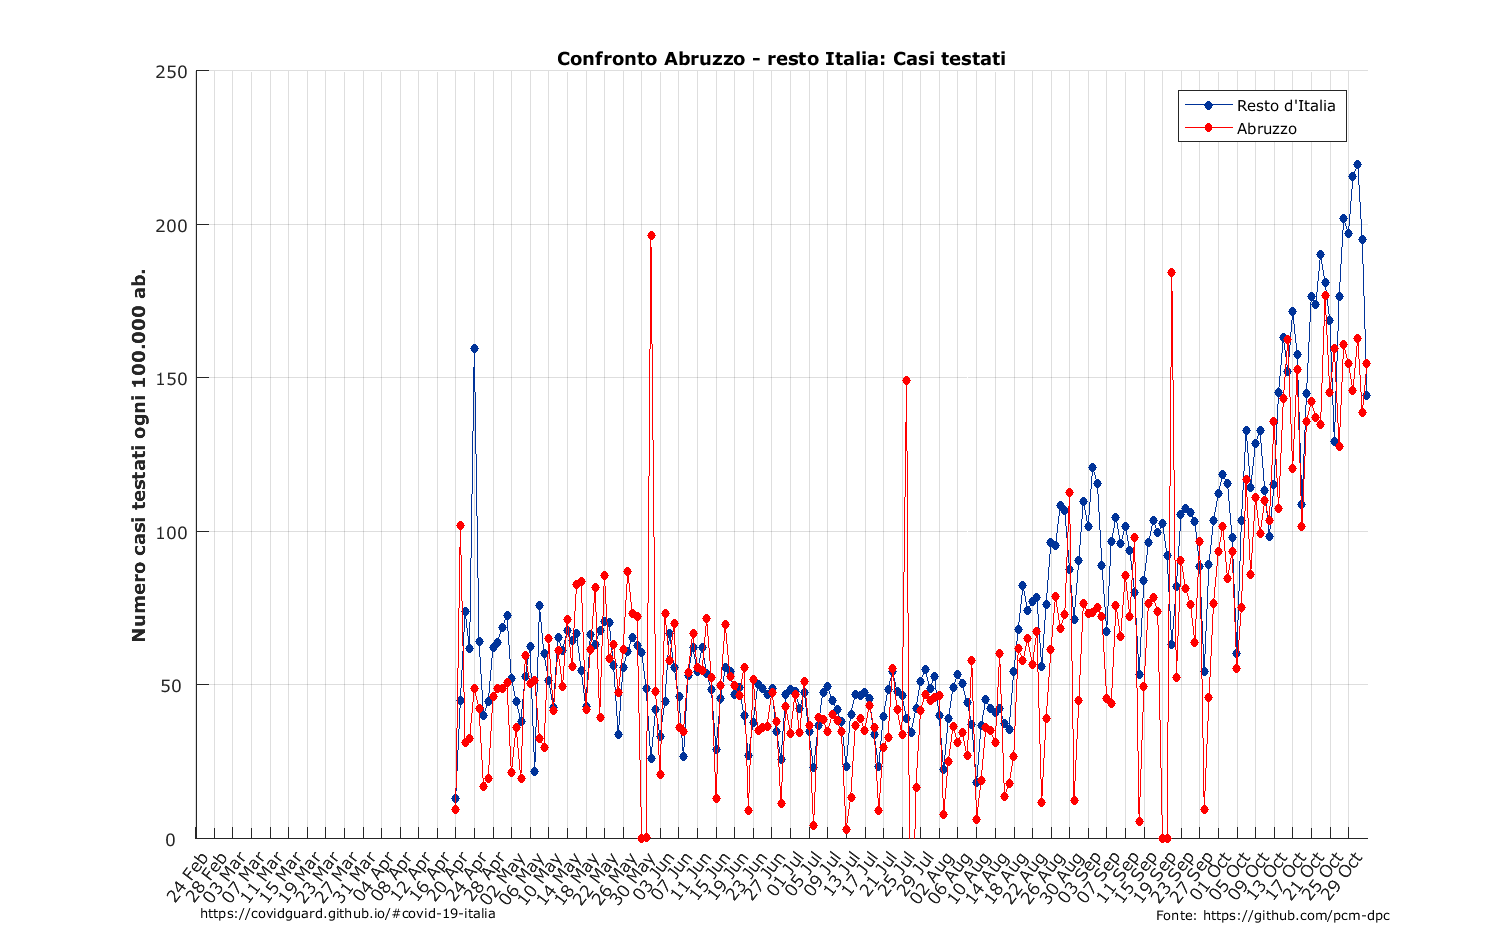 Confronto Abruzzo - resto Italia: Casi testati
Resto d'Italia
Abruzzo
Numero casi testati ogni 100.000 ab.
250
200
150
100
50
0
24 Feb
28 Feb
03 Mar
07 Mar
11 Mar
15 Mar
19 Mar
23 Mar
27 Mar
31 Mar
04 Apr
08 Apr
12 Apr
16 Apr
20 Apr
24 Apr
28 Apr
02 May
06 May
10 May
14 May
18 May
22 May
26 May
30 May
03 Jun
07 Jun
11 Jun
15 Jun
19 Jun
23 Jun
27 Jun
01 Jul
05 Jul
09 Jul
13 Jul
17 Jul
21 Jul
25 Jul
29 Jul
02 Aug
06 Aug
10 Aug
14 Aug
18 Aug
22 Aug
26 Aug
30 Aug
03 Sep
07 Sep
11 Sep
15 Sep
19 Sep
23 Sep
27 Sep
01 Oct
05 Oct
09 Oct
13 Oct
17 Oct
21 Oct
25 Oct
29 Oct
https://covidguard.github.io/#covid-19-italia
Fonte: https://github.com/pcm-dpc